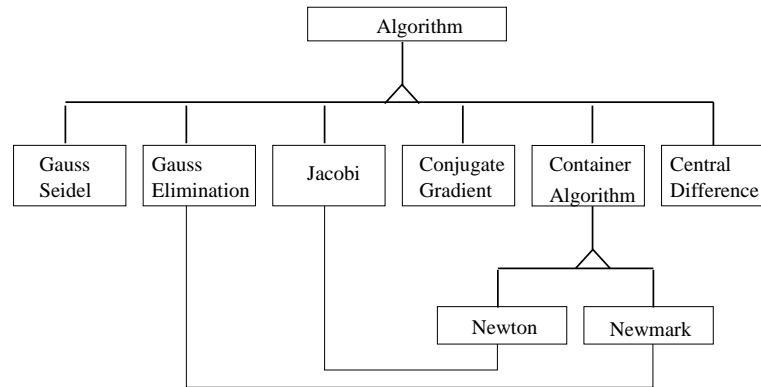 Algorithm
Gauss
Seidel
Gauss
Elimination
Jacobi
Conjugate
Gradient
Container
Algorithm
Central
Difference
Newton
Newmark